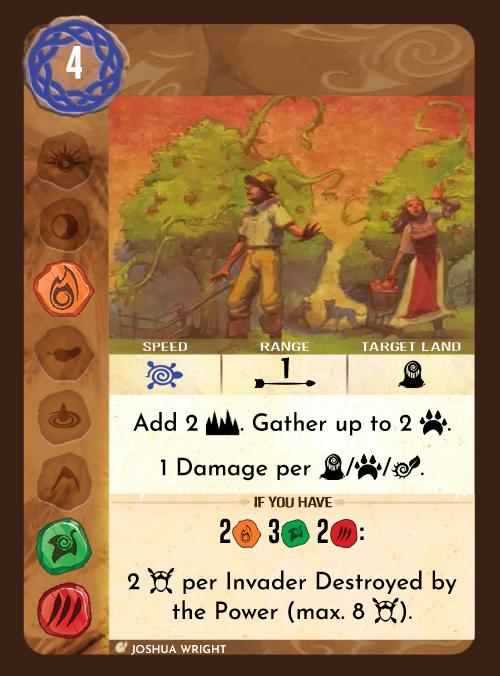 4
SPEED RANGE TARGET LAND
1
Add 2 . Gather up to 2 .
1 Damage per / / .
IF YOU HAVE
2 3 2 :
2 per Invader Destroyed by
the Power (max. 8 ).
JOSHUA WRIGHT